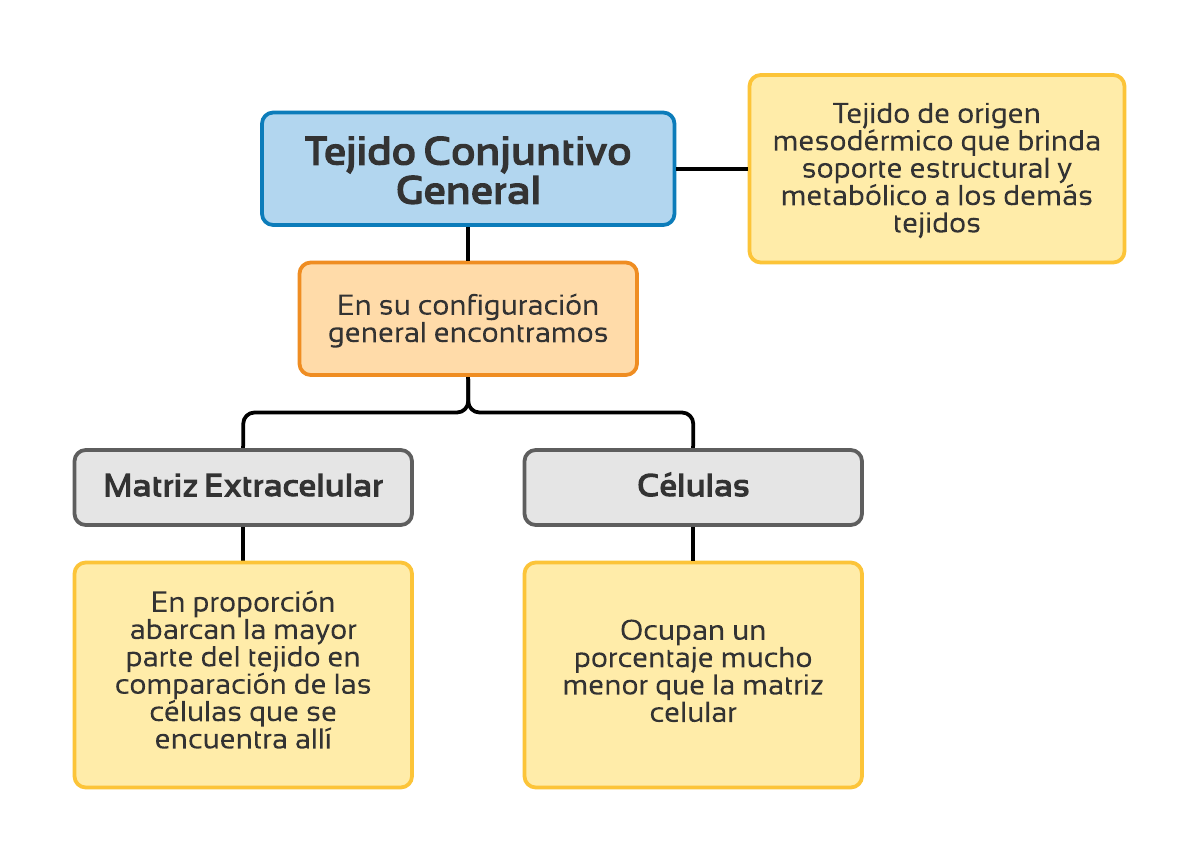 Tejido Conjuntivo
General
Tejido de origen
mesodérmico que brinda
soporte estructural y
metabólico a los demás
tejidos
En su configuración
general encontramos
Matriz Extracelular
Células
En proporción
abarcan la mayor
parte del tejido en
comparación de las
células que se
encuentra allí
Ocupan un
porcentaje mucho
menor que la matriz
celular